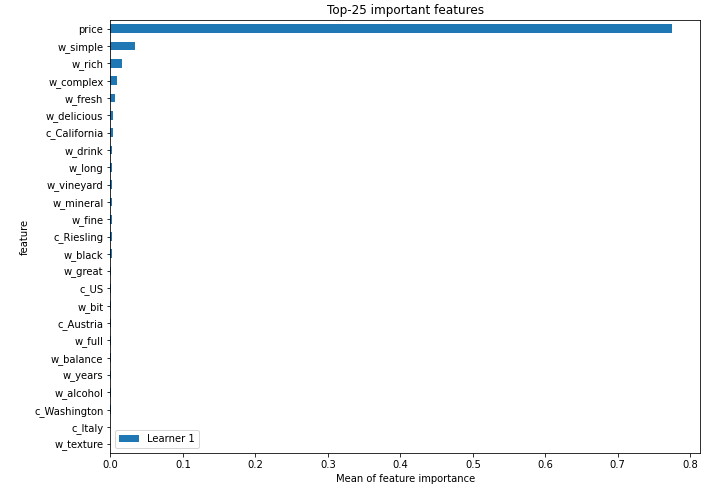 Top-25 important features
price
w_simple
w_rich
w_complex
w_fresh
w_delicious
c_California
w_drink
w_long
w_vineyard
w_mineral
w_fine
c_Riesling
w_black
w_great
c_US
w_bit
c_Austria
w_full
w_balance
w_years
w_alcohol
c_Washington
c_Italy
w_texture
feature
Learner 1
0.0 0.1 0.2 0.3 0.4 0.5 0.6 0.7 0.8
Mean of feature importance